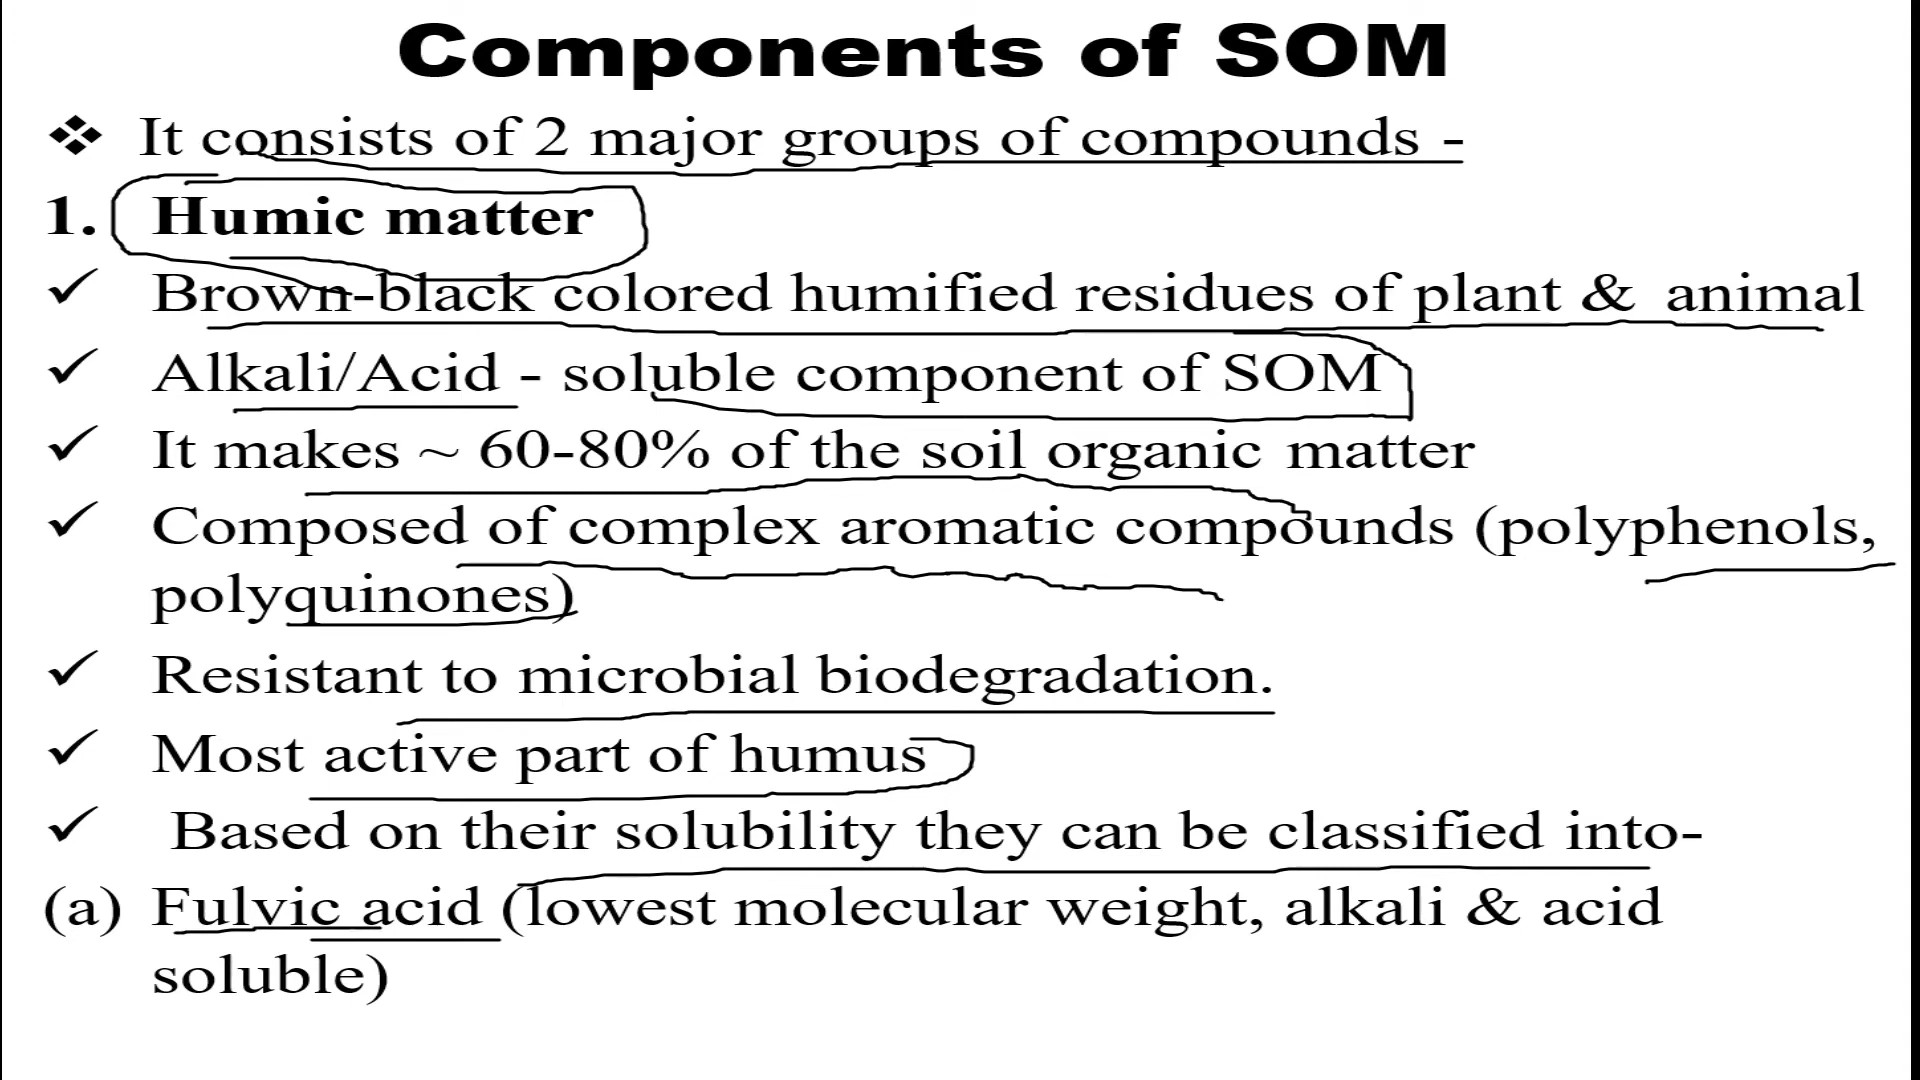 Components of SOM
❖ It consists of 2 major groups of compounds -
1. Humic matter
✓ Brown-black colored humified residues of plant & animal
✓ Alkali/Acid - soluble component of SOM
✓ It makes ~ 60-80% of the soil organic matter
✓ Composed of complex aromatic compounds (polyphenols,
polyquinones)
✓ Resistant to microbial biodegradation.
✓ Most active part of humus
✓ Based on their solubility they can be classified into-
(a) Fulvic acid (lowest molecular weight, alkali & acid
soluble)